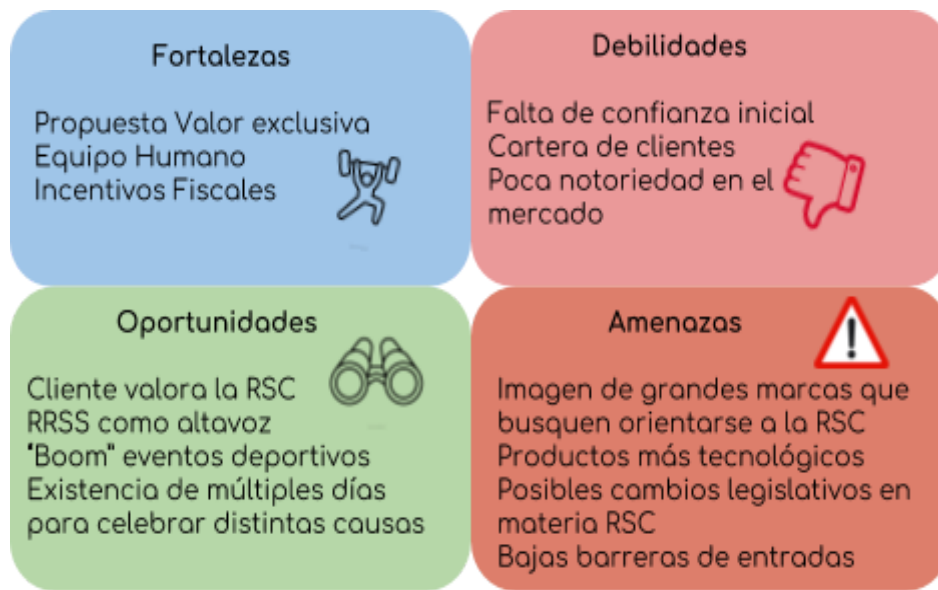 Fortalezas
Propuesta Valor exclusiva
Equipo Humano
Incentivos Fiscales
Debilidades
Falta de confianza inicial
Cartera de clientes
Poca notoriedad en el
mercado
Oportunidades
Cliente valora la RSC
RRSS como altavoz
"Boom" eventos deportivos
Existencia de múltiples días
para celebrar distintas causas
Amenazas
Imagen de grandes marcas que
busquen orientarse a la RSC
Productos más tecnológicos
Posibles cambios legislativos en
materia RSC
Bajas barreras de entradas